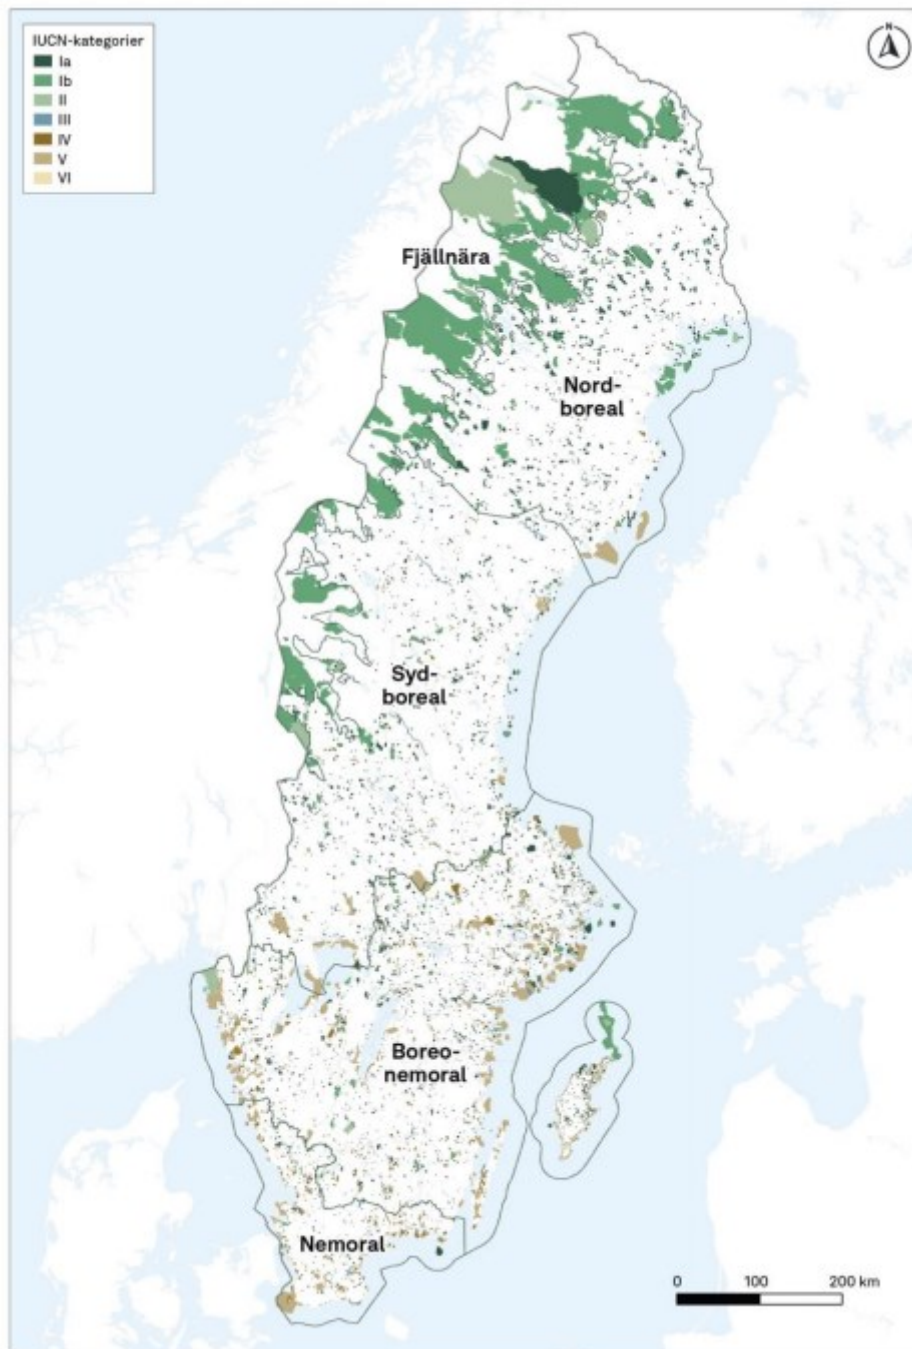 IUCN-kategorier
Ia
Ib
II
III
IV
V
VI
N
Fjällnära
Nord-
boreal
Syd-
boreal
Boreo-
nemoral
Nemoral
0 100 200 km